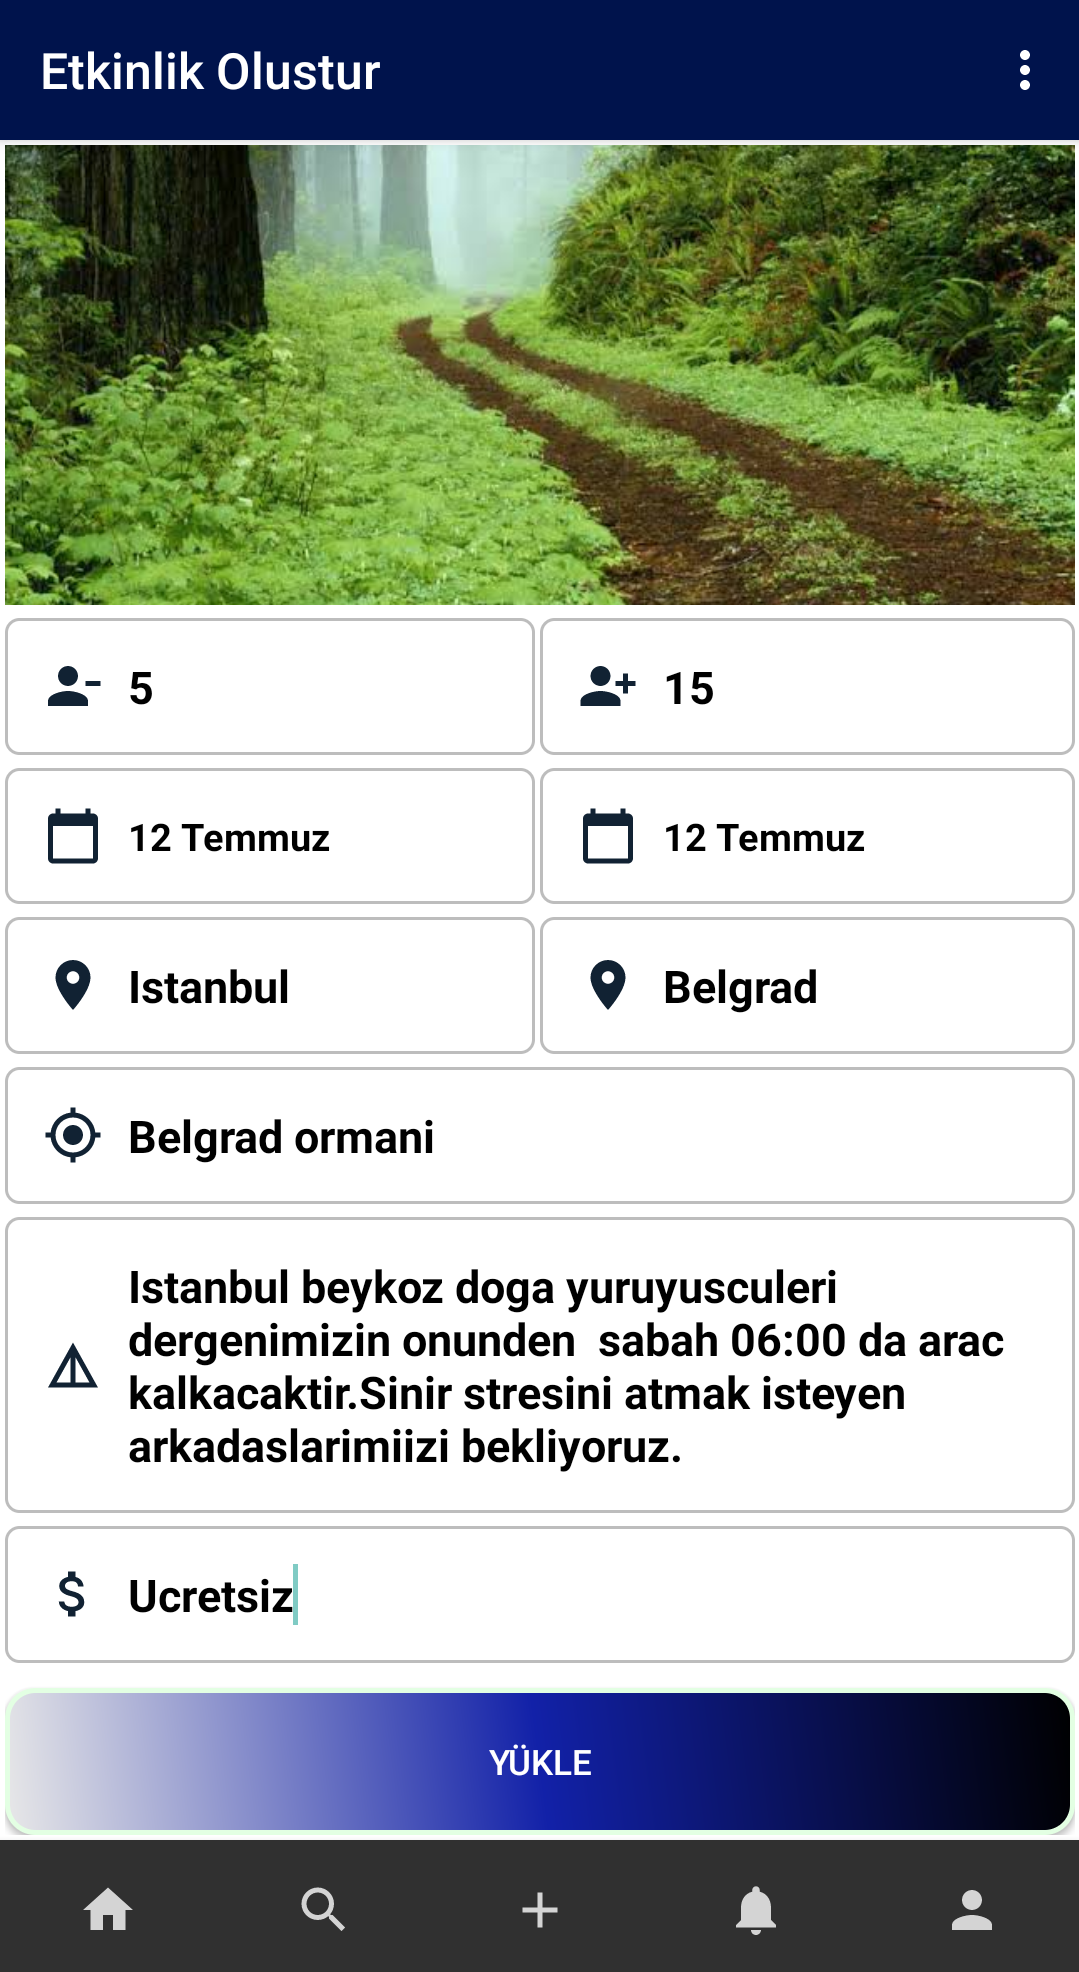 Etkinlik Olustur
5
15
12 Temmuz
12 Temmuz
Istanbul
Belgrad
Belgrad ormani
Istanbul beykoz doga yuruyusculeri
dergenimizin onunden  sabah 06:00 da arac
kalkacaktir.Sinir stresini atmak isteyen
arkadaslarimiizi bekliyoruz.
Ucretsiz
YÜKLE